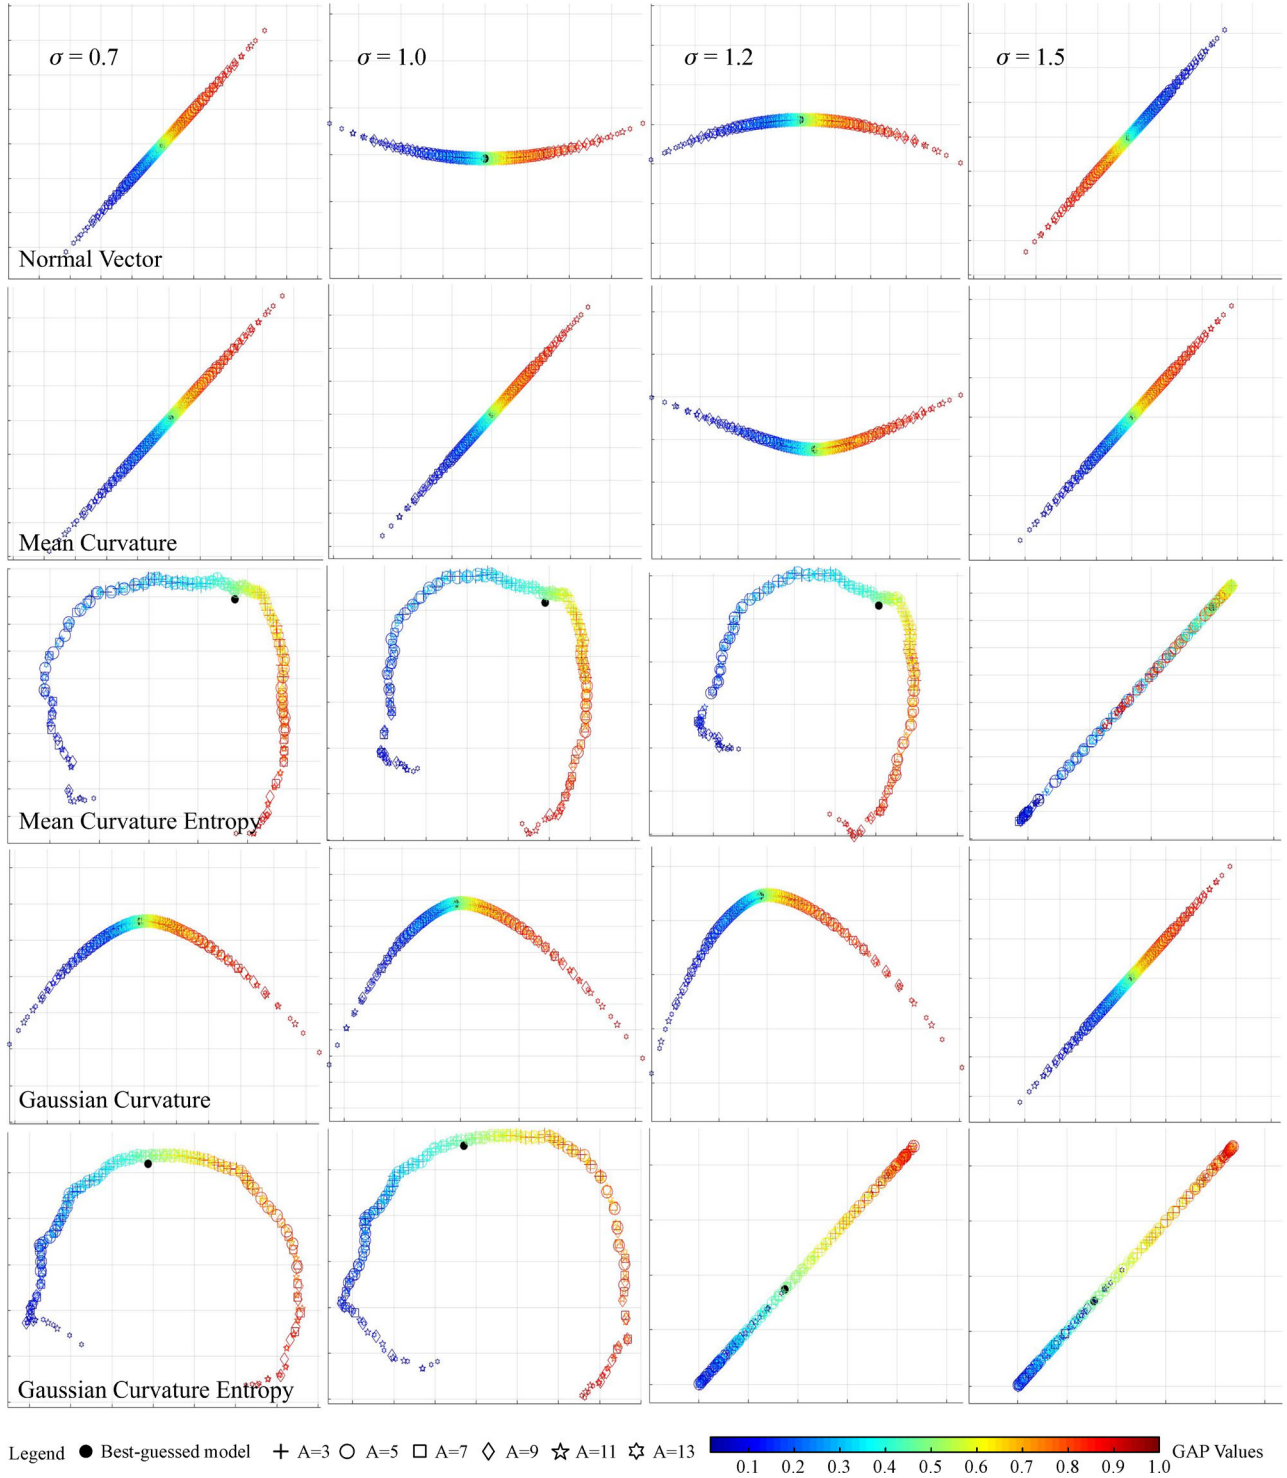 σ = 0.7 σ = 1.0 σ = 1.2 σ = 1.5
Normal Vector
Mean Curvature
Mean Curvature Entropy
Gaussian Curvature
Gaussian Curvature Entropy
Legend Best-guessed model A=3 A=5 A=7 A=9 A=11 A=13 GAP Values
0.1 0.2 0.3 0.4 0.5 0.6 0.7 0.8 0.9 1.0